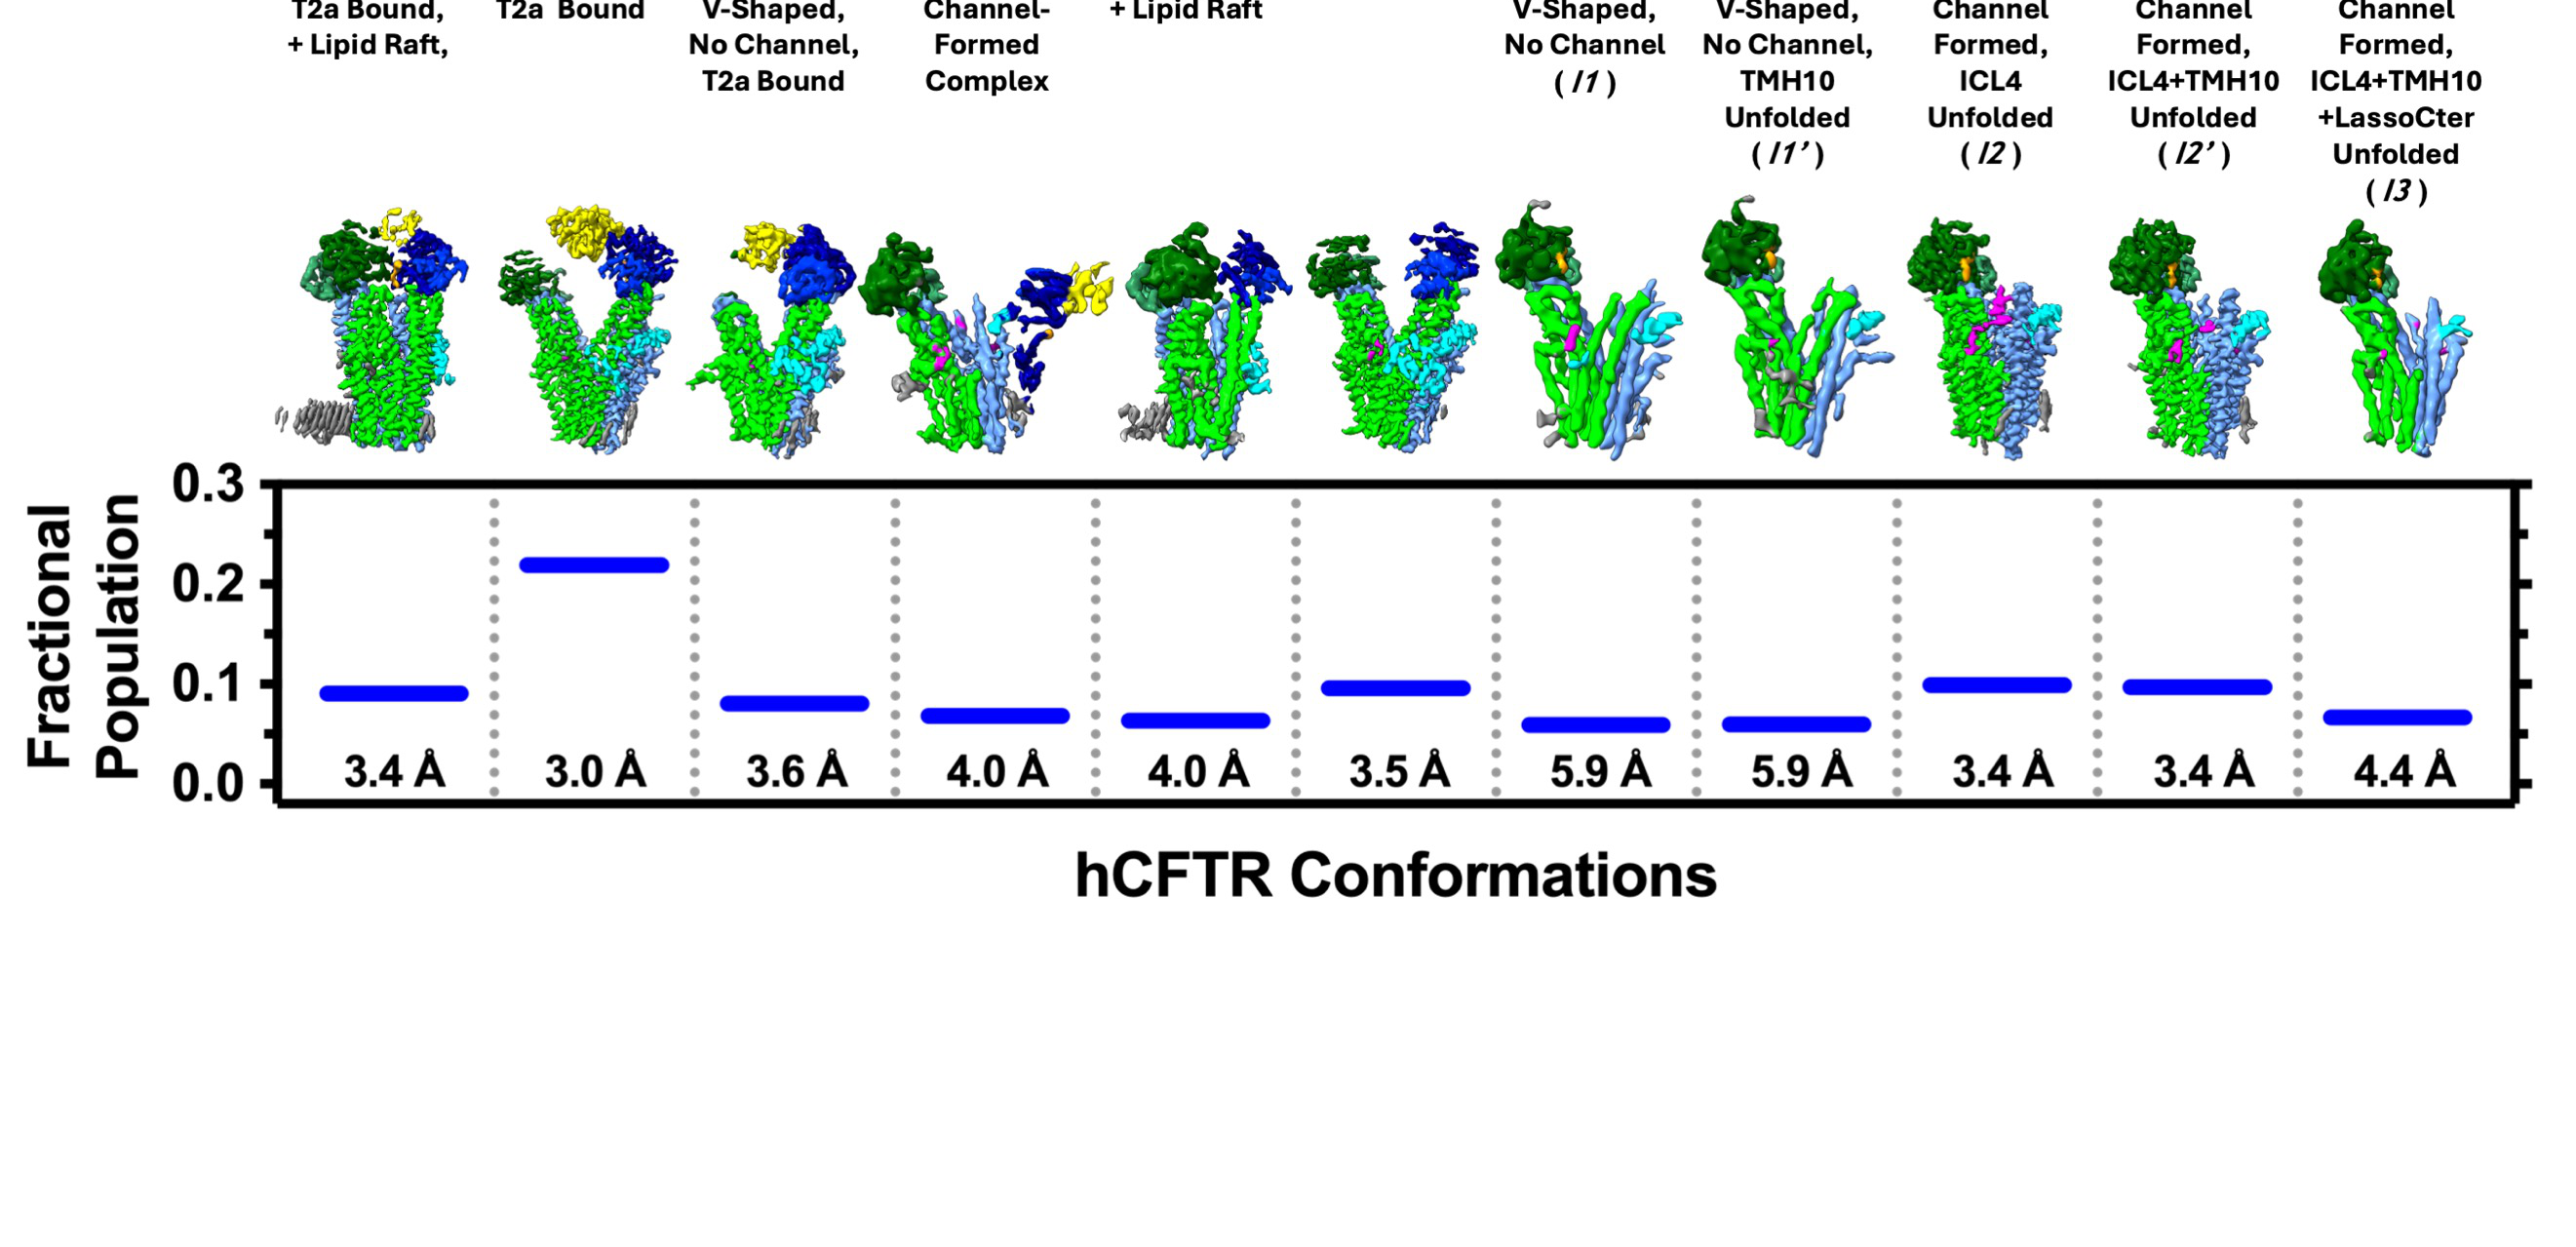 T2a Bound,
+ Lipid Raft,
T2a Bound
V-Shaped,
No Channel,
T2a Bound
Channel-
Formed
Complex
+ Lipid Raft
V-Shaped,
No Channel
( I1 )
V-Shaped,
No Channel,
TMH10
Unfolded
( I1’ )
Channel
Formed,
ICL4
Unfolded
( I2 )
Channel
Formed,
ICL4+TMH10
Unfolded
( I2’ )
Channel
Formed,
ICL4+TMH10
+LassoCter
Unfolded
( I3 )
Fractional
Population
0.3
0.2
0.1
0.0
3.4 Å
3.0 Å
3.6 Å
4.0 Å
4.0 Å
3.5 Å
5.9 Å
5.9 Å
3.4 Å
3.4 Å
4.4 Å
hCFTR Conformations